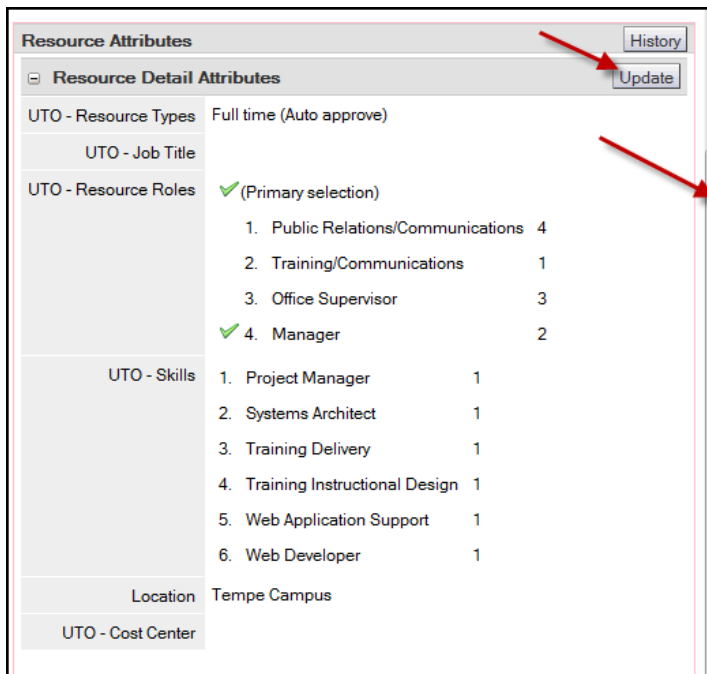 Resource Attributes History
Resource Detail Attributes Update
UTO - Resource Types Full time (Auto approve)
UTO - Job Title
UTO - Resource Roles (Primary selection)
1. Public Relations/Communications 4
2. Training/Communications 1
3. Office Supervisor 3
4. Manager 2
UTO - Skills 1. Project Manager 1
2. Systems Architect 1
3. Training Delivery 1
4. Training Instructional Design 1
5. Web Application Support 1
6. Web Developer 1
Location Tempe Campus
UTO - Cost Center